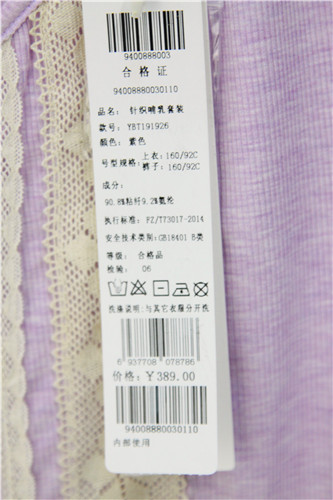 9400888003
合格证
94008880030110
品名： 针织哺乳套装
款号： YBT191926
颜色： 紫色
号型规格： 上衣：160/92C
裤子：160/92C
成分：
90.8%粘纤9.2%氨纶
执行标准： FZ/T73017-2014
安全技术类别：GB18401 B类
等级： 合格品
检验： 06
洗涤说明：与其它衣服分开洗
6 937708 078786
价格：￥389.00
94008880030110
内部使用